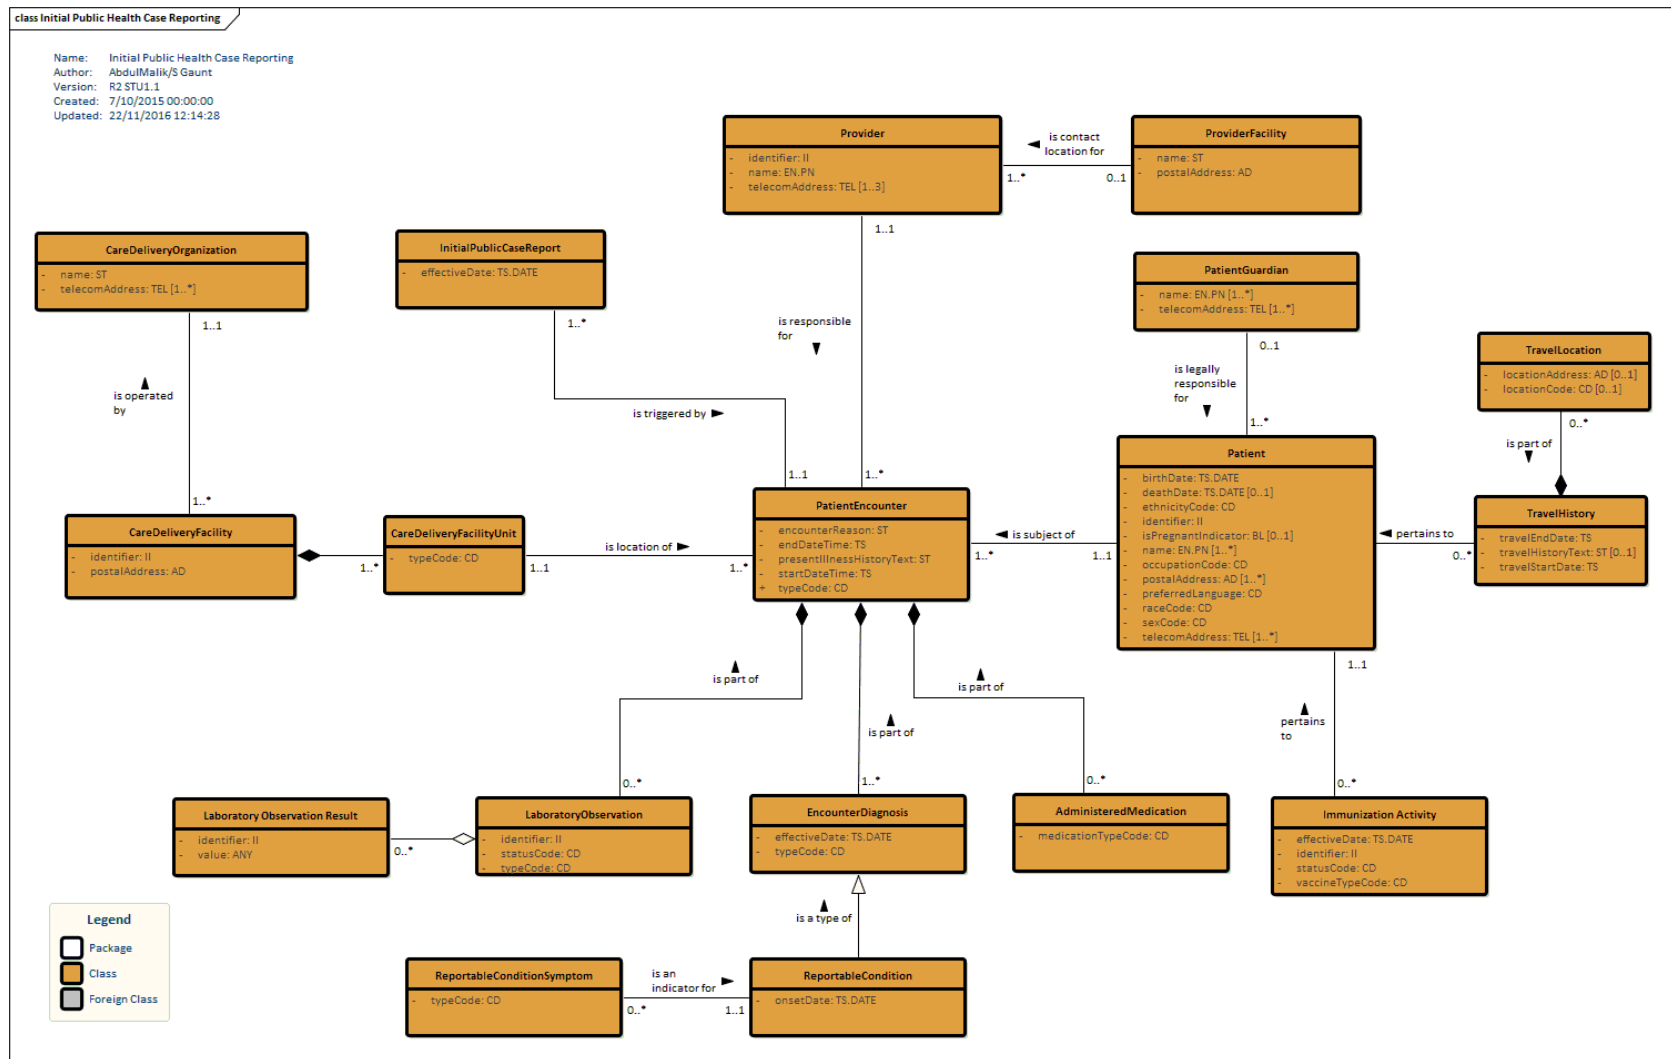 class Initial Public Health Case Reporting
Name: Initial Public Health Case Reporting
Author: AbdulMalik/S Gaunt
Version: R2 STU1.1
Created: 7/10/2015 00:00:00
Updated: 22/11/2016 12:14:28
Provider
- identifier: II
- name: EN.PN
- telecomAddress: TEL [1..3]
is contact
location for
1..*
0..1
ProviderFacility
- name: ST
- postalAddress: AD
CareDeliveryOrganization
- name: ST
- telecomAddress: TEL [1..*]
1..1
is operated
by
1..*
InitialPublicCaseReport
- effectiveDate: TS.DATE
1..*
is triggered by
1..1
1..1
is responsible
for
1..*
PatientGuardian
- name: EN.PN [1..*]
- telecomAddress: TEL [1..*]
0..1
is legally
responsible
for
1..*
TravelLocation
- locationAddress: AD [0..1]
- locationCode: CD [0..1]
0..*
is part of
CareDeliveryFacility
- identifier: II
- postalAddress: AD
1..*
CareDeliveryFacilityUnit
- typeCode: CD
1..1
is location of
1..*
PatientEncounter
- encounterReason: ST
- endDateTime: TS
- presentIllnessHistoryText: ST
- startDateTime: TS
+ typeCode: CD
1..*
is subject of
1..1
Patient
- birthDate: TS.DATE
- deathDate: TS.DATE [0..1]
- ethnicityCode: CD
- identifier: II
- isPregnantIndicator: BL [0..1]
- name: EN.PN [1..*]
- occupationCode: CD
- postalAddress: AD [1..*]
- preferredLanguage: CD
- raceCode: CD
- sexCode: CD
- telecomAddress: TEL [1..*]
pertains to
0..*
TravelHistory
- travelEndDate: TS
- travelHistoryText: ST [0..1]
- travelStartDate: TS
is part of
0..*
is part of
1..*
is part of
0..*
1..1
pertains
to
0..*
Laboratory Observation Result
- identifier: II
- value: ANY
0..*
LaboratoryObservation
- identifier: II
- statusCode: CD
- typeCode: CD
EncounterDiagnosis
- effectiveDate: TS.DATE
- typeCode: CD
AdministeredMedication
- medicationTypeCode: CD
Immunization Activity
- effectiveDate: TS.DATE
- identifier: II
- statusCode: CD
- vaccineTypeCode: CD
is a type of
Legend
Package
Class
Foreign Class
ReportableConditionSymptom
- typeCode: CD
is an
indicator for
0..*
1..1
ReportableCondition
- onsetDate: TS.DATE